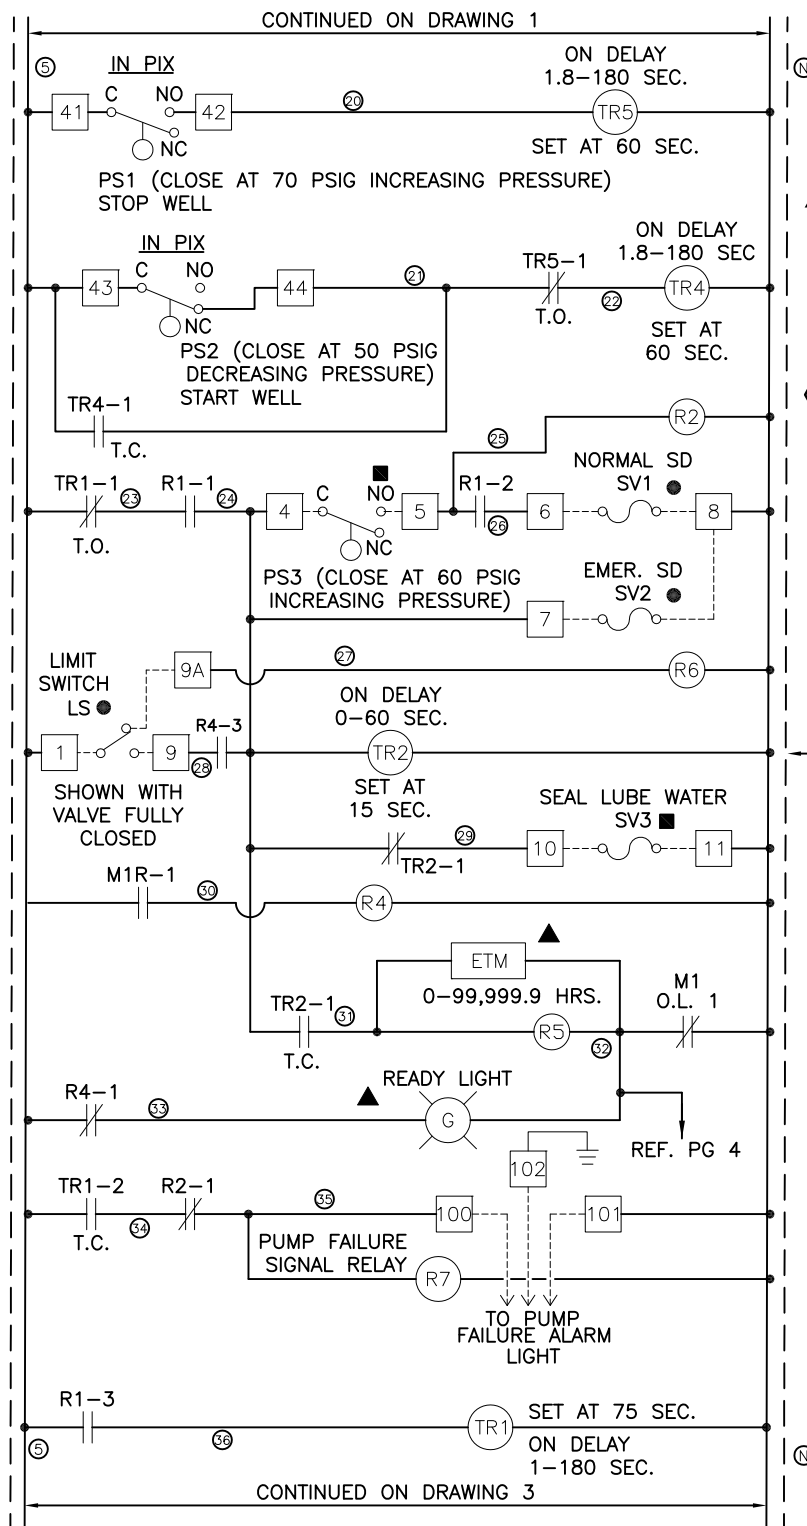 CONTINUED ON DRAWING 1
5
IN PIX
ON DELAY
1.8-180 SEC.
N
41
C
NO
42
20
TR5
NC
SET AT 60 SEC.
PS1 (CLOSE AT 70 PSIG INCREASING PRESSURE)
STOP WELL
IN PIX
ON DELAY
1.8-180 SEC
43
C
NO
44
21
TR5-1
T.O.
22
TR4
NC
SET AT
60 SEC.
PS2 (CLOSE AT 50 PSIG
DECREASING PRESSURE)
START WELL
TR4-1
T.C.
25
R2
TR1-1
23
R1-1
24
T.O.
4
C
NO
5
R1-2
26
6
NORMAL SD
SV1
8
NC
PS3 (CLOSE AT 60 PSIG
INCREASING PRESSURE)
EMER. SD
SV2
7
LIMIT
SWITCH
LS
9A
27
R6
ON DELAY
0-60 SEC.
1
9
R4-3
28
TR2
SET AT
15 SEC.
SHOWN WITH
VALVE FULLY
CLOSED
SEAL LUBE WATER
SV3
29
TR2-1
10
11
M1R-1
30
R4
ETM
0-99,999.9 HRS.
M1
O.L. 1
TR2-1
31
T.C.
R5
32
R4-1
33
READY LIGHT
G
REF. PG 4
102
TR1-2
R2-1
T.C.
34
35
100
101
PUMP FAILURE
SIGNAL RELAY
R7
TO PUMP
FAILURE ALARM
LIGHT
R1-3
5
36
TR1
SET AT 75 SEC.
ON DELAY
1-180 SEC.
N
CONTINUED ON DRAWING 3